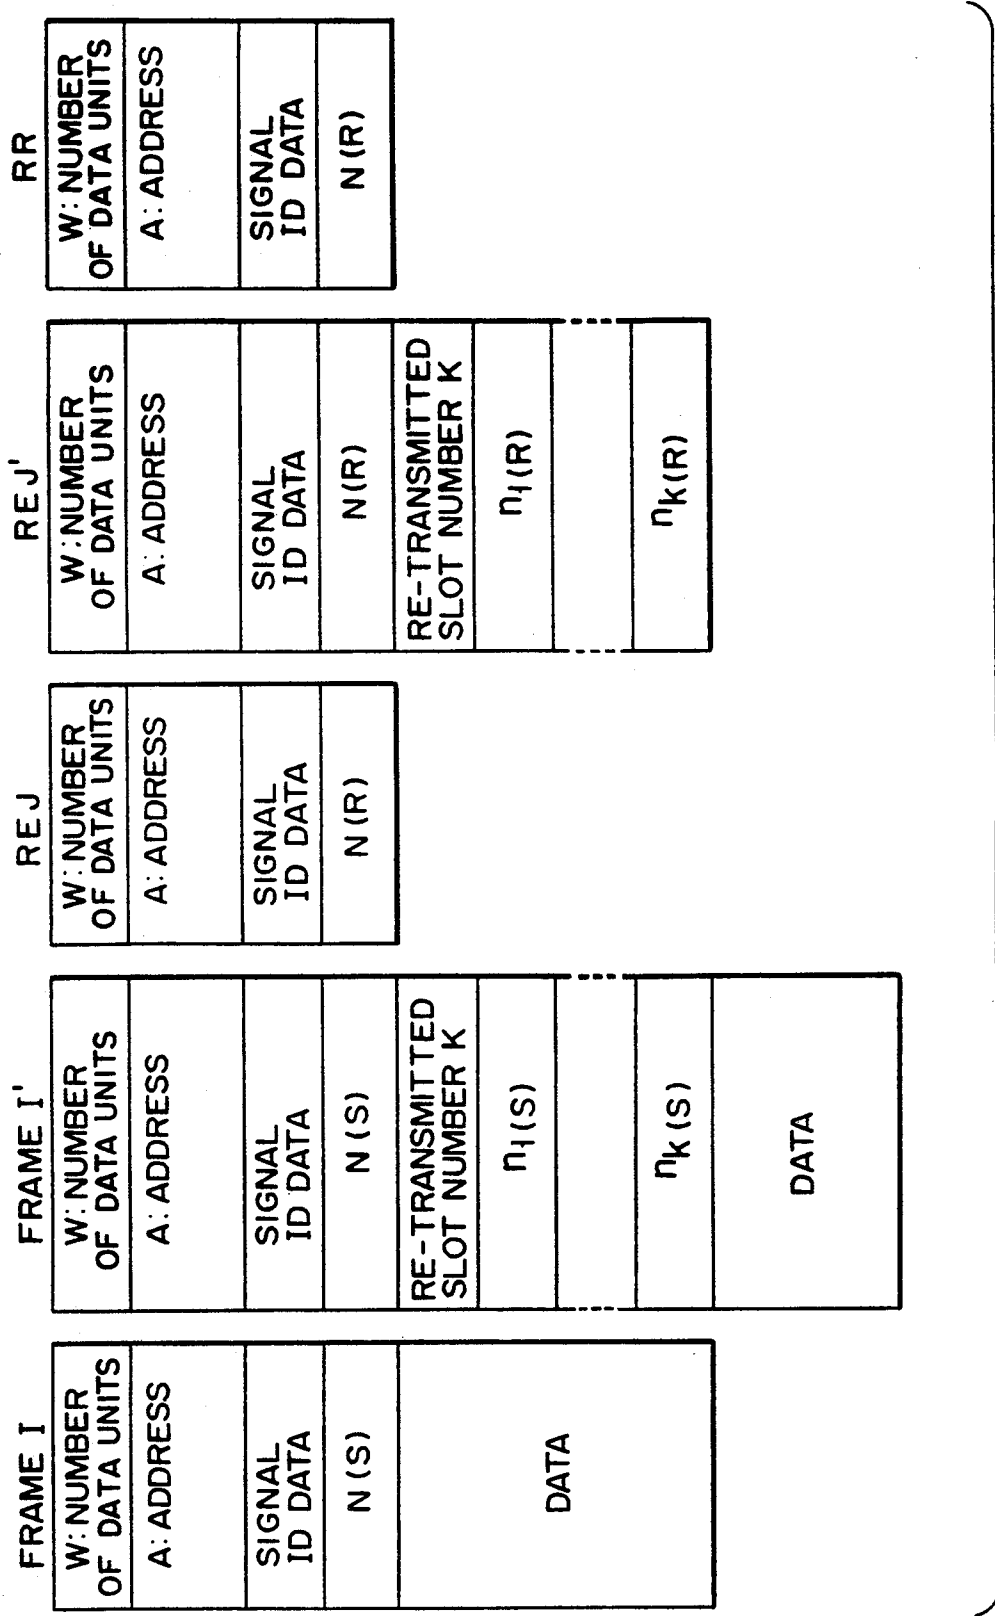 FRAME I
W: NUMBER
OF DATA UNITS
A: ADDRESS
SIGNAL
ID DATA
N(S)
DATA
FRAME I'
W: NUMBER
OF DATA UNITS
A: ADDRESS
SIGNAL
ID DATA
N(S)
RE-TRANSMITTED
SLOT NUMBER K
n1(S)
nk(S)
DATA
REJ
W: NUMBER
OF DATA UNITS
A: ADDRESS
SIGNAL
ID DATA
N(R)
REJ'
W: NUMBER
OF DATA UNITS
A: ADDRESS
SIGNAL
ID DATA
N(R)
RE-TRANSMITTED
SLOT NUMBER K
n1(R)
nk(R)
RR
W: NUMBER
OF DATA UNITS
A: ADDRESS
SIGNAL
ID DATA
N(R)